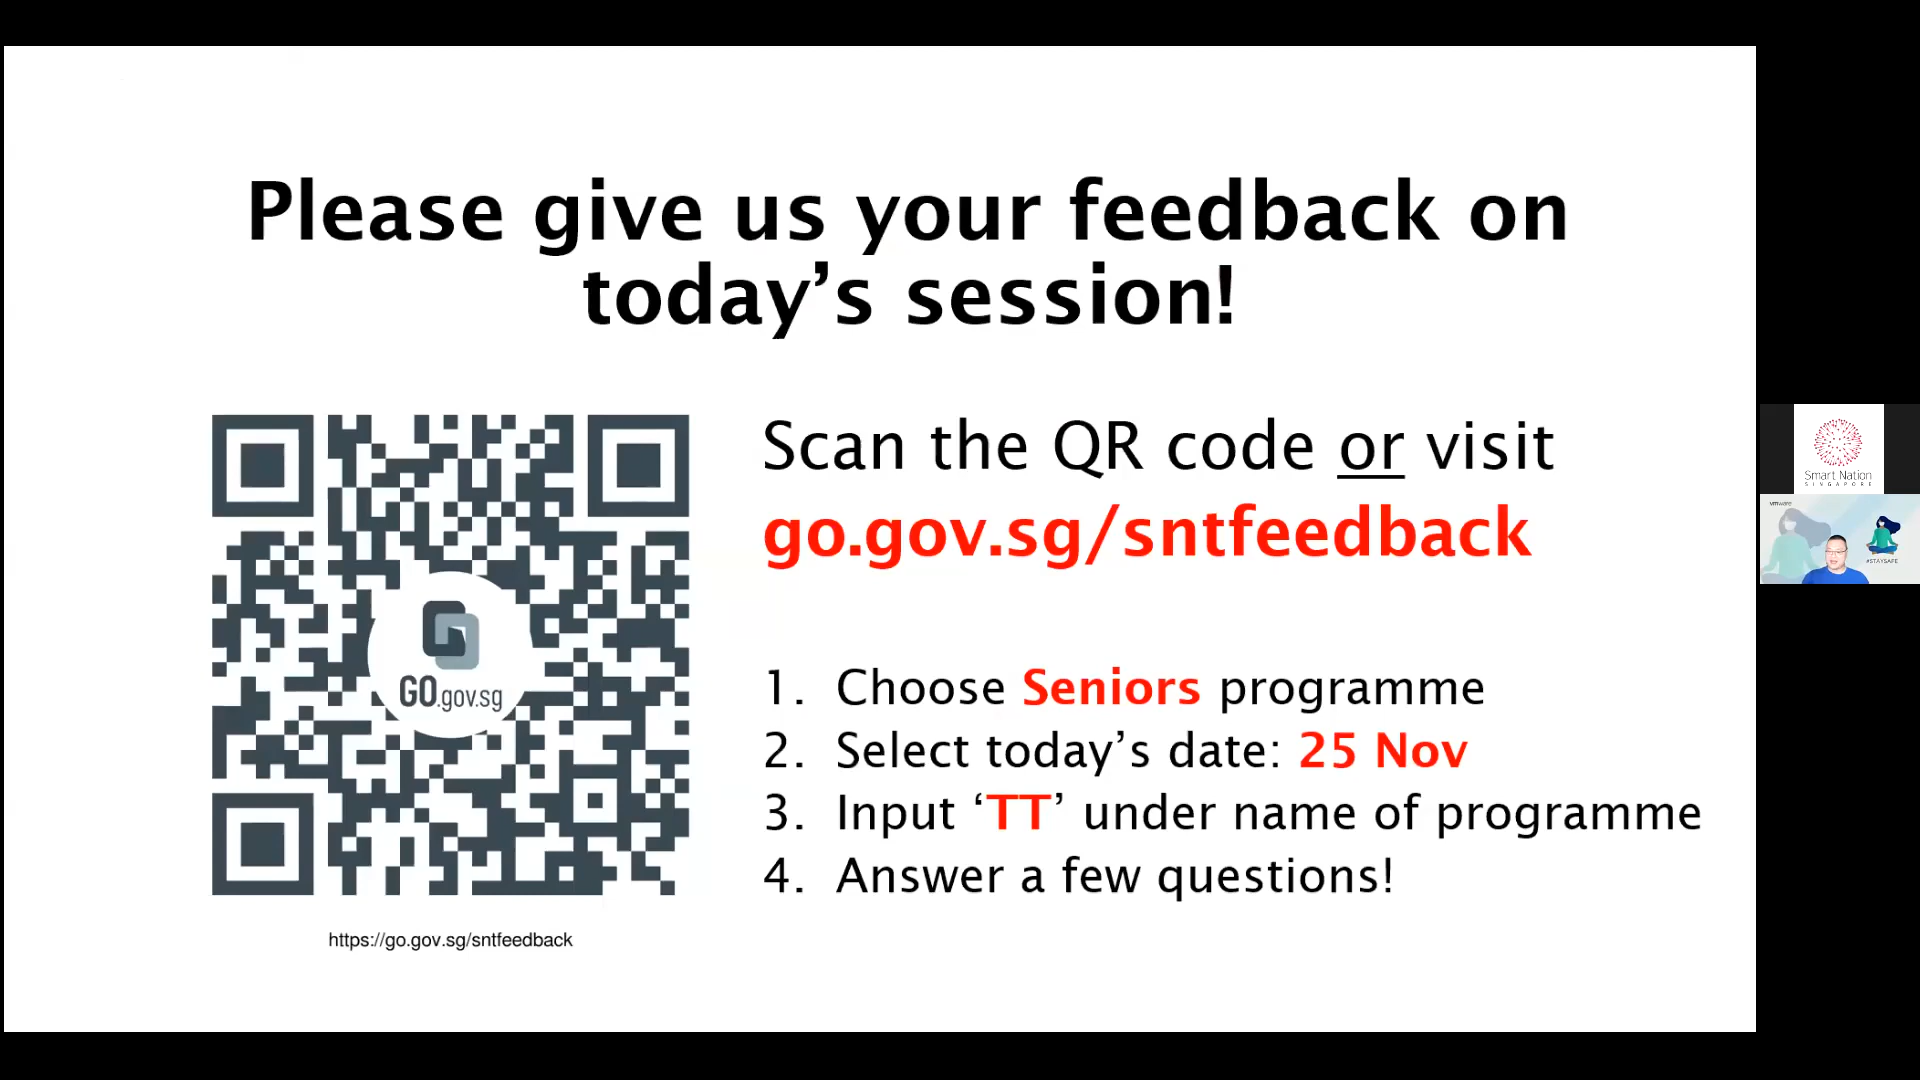 Please give us your feedback on
today’s session!
Scan the QR code or visit
go.gov.sg/sntfeedback
GO.gov.sg
1. Choose Seniors programme
2. Select today’s date: 25 Nov
3. Input ‘TT’ under name of programme
4. Answer a few questions!
https://go.gov.sg/sntfeedback
Smart Nation
SINGAPORE
vmware
#STAYSAFE